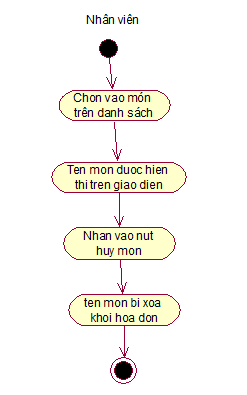 Nhân viên
Chon vao món
trên danh sách
Ten mon duoc hien
thi tren giao dien
Nhan vao nut
huy mon
ten mon bi xoa
khoi hoa don